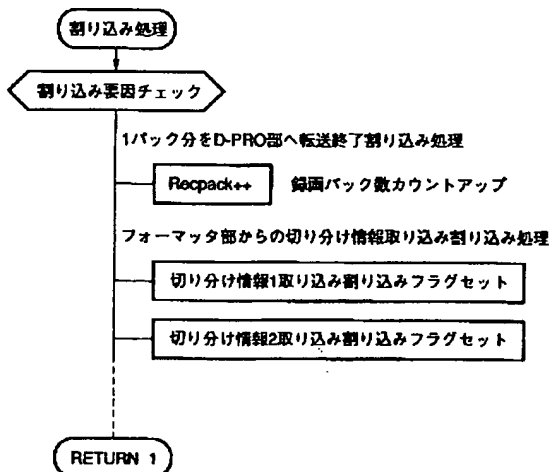 割り込み処理
割り込み要因チェック
1パック分をD-PRO部へ転送終了割り込み処理
Recpack++ 録画パック数カウントアップ
フォーマッタ部からの切り分け情報取り込み割り込み処理
切り分け情報1取り込み割り込みフラグセット
切り分け情報2取り込み割り込みフラグセット
RETURN 1